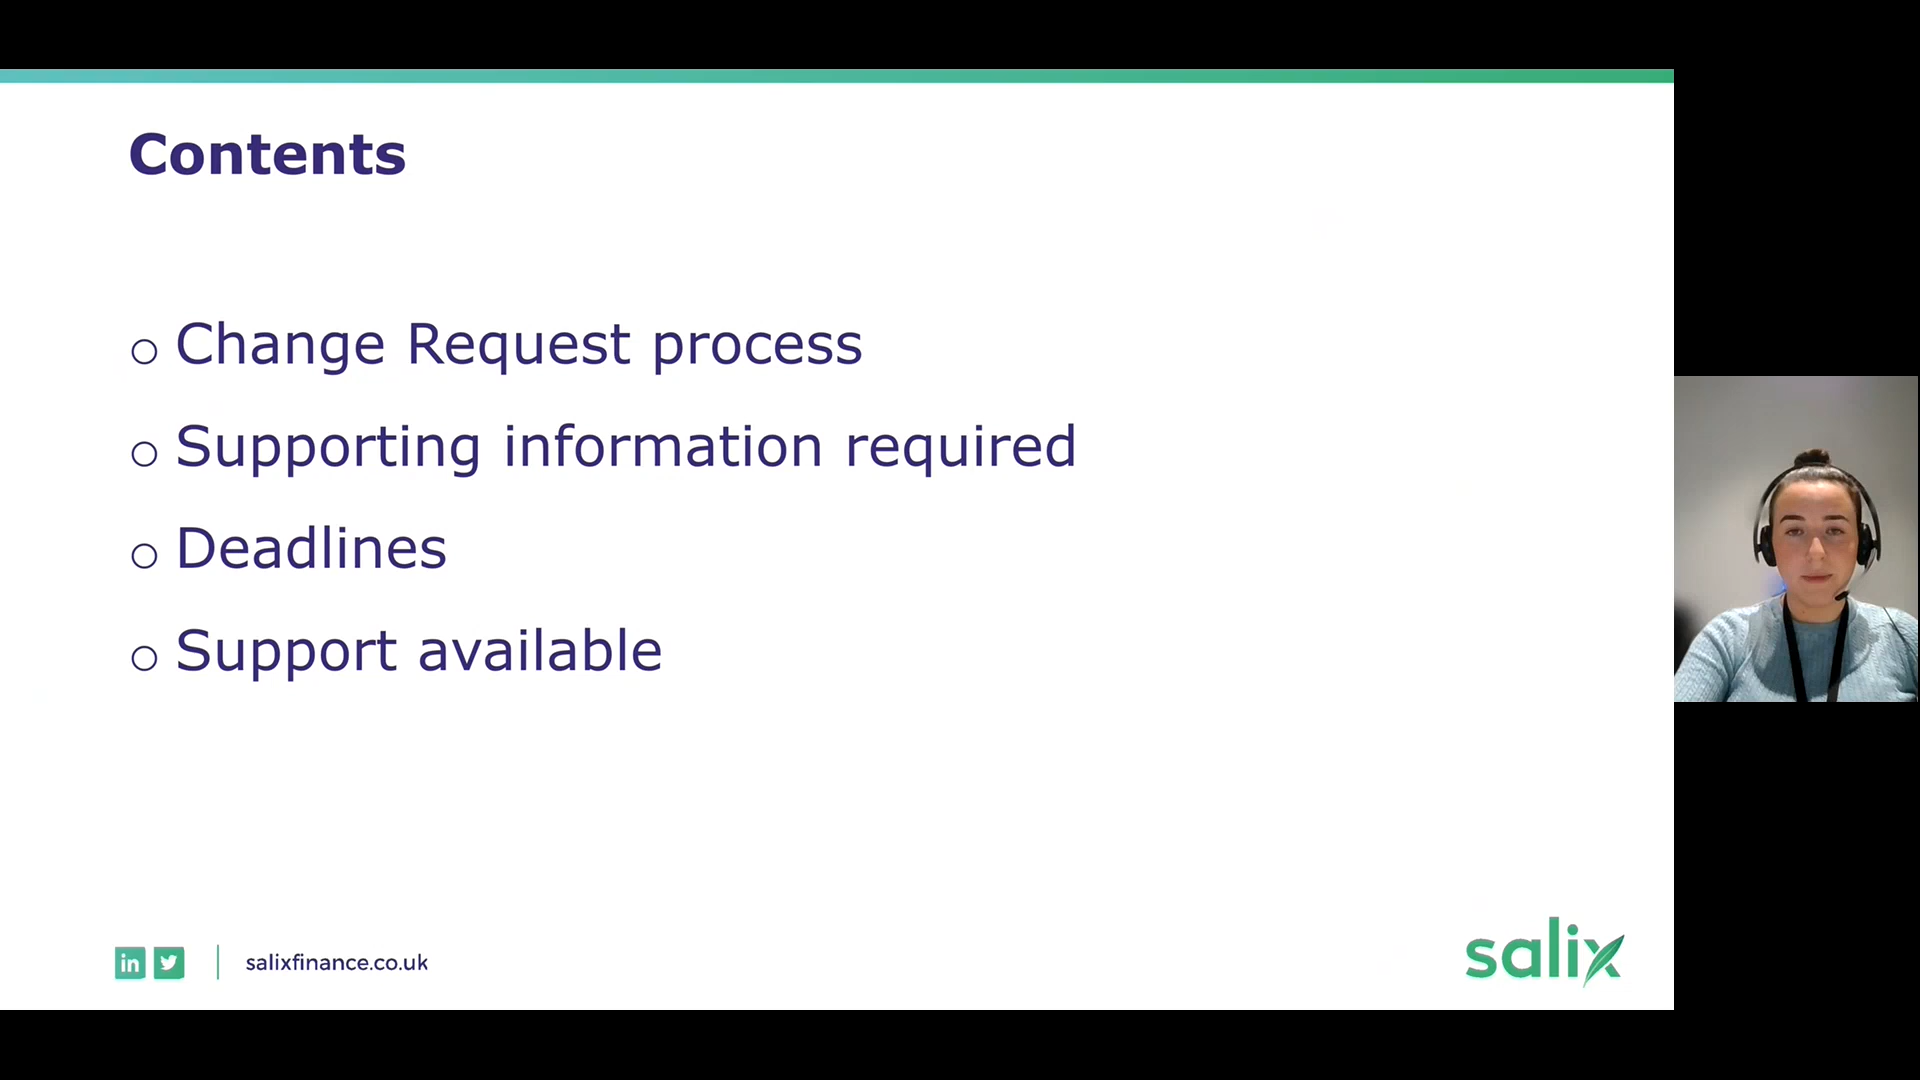 Contents
Change Request process
Supporting information required
Deadlines
Support available
in
salixfinance.co.uk
salix